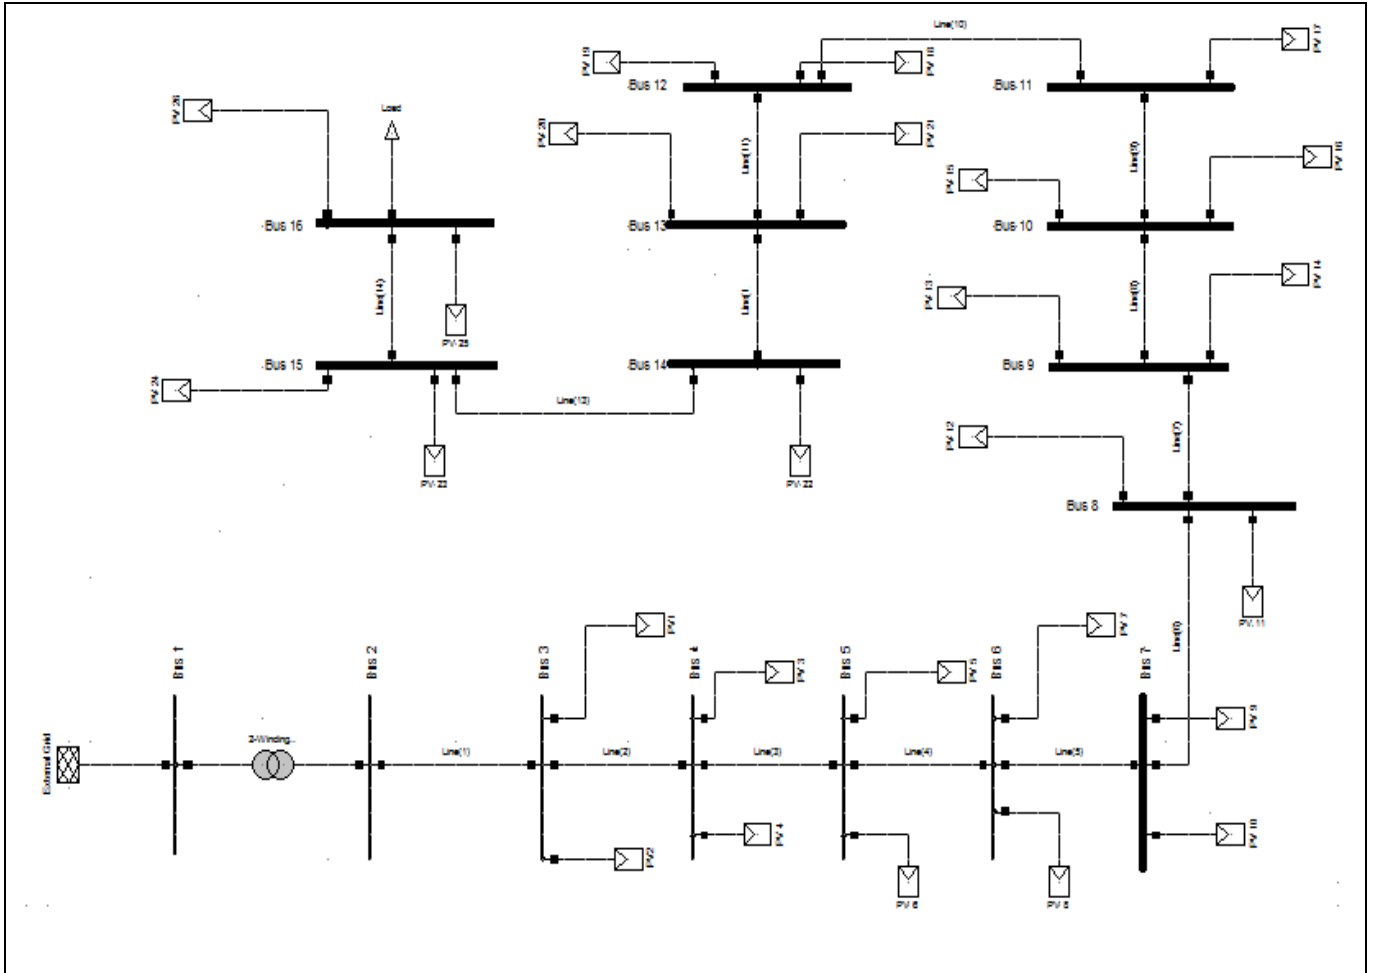 Line(10)
PV 19
PV 18
PV 17
Bus 12
Bus 11
PV 26
Load
PV 20
PV 21
Line(11)
Line(9)
PV 16
PV 15
Bus 16
Bus 13
Bus 10
PV 14
PV 13
Line(14)
Line(1
Line(8)
PV-25
Bus 15
Bus 14
Bus 9
PV 24
Line(13)
PV 12
Line(7)
PV-23
PV-22
Bus 8
PV-11
PV1
PV 7
Line(6)
Bus 1
Bus 2
Bus 3
Bus 4
PV 3
Bus 5
PV 5
Bus 6
Bus 7
PV 9
External Grid
2-Winding..
Line(1)
Line(2)
Line(3)
Line(4)
Line(5)
PV2
PV 4
PV 10
PV-6
PV-8